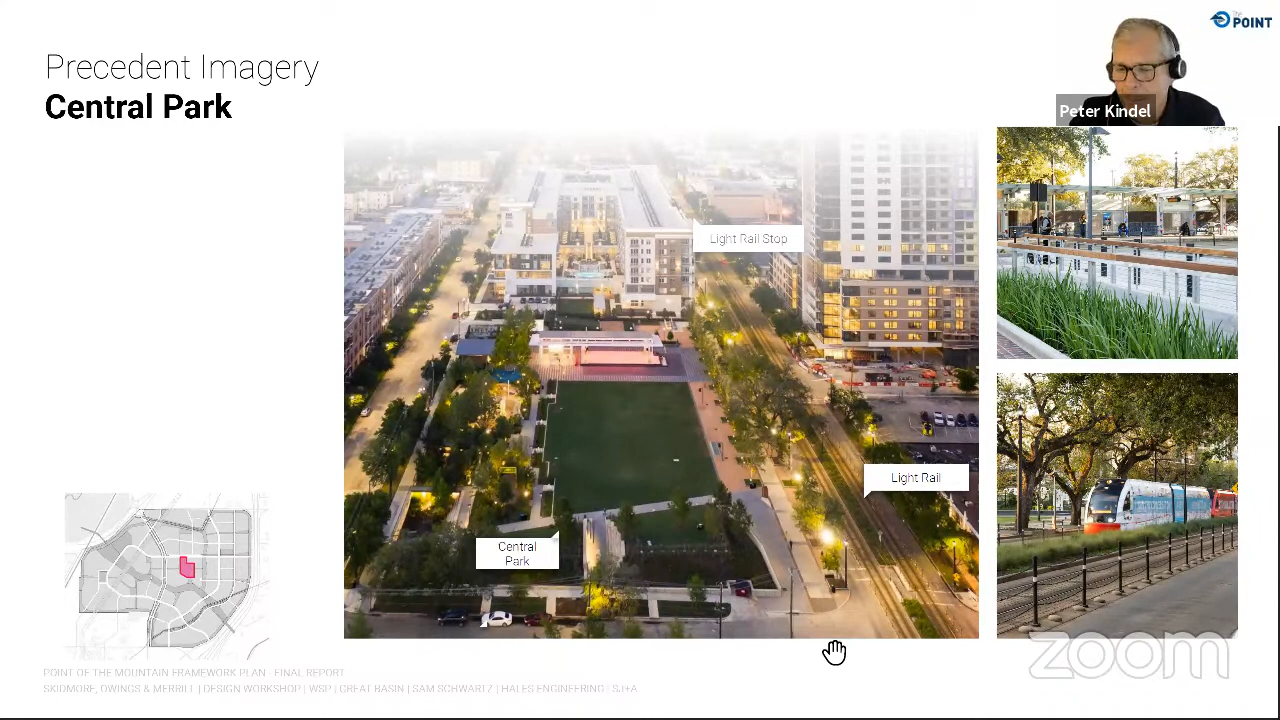 Precedent Imagery
Central Park
The
POINT
Peter Kindel
Light Rail Stop
Light Rail
Central
Park
POINT OF THE MOUNTAIN FRAMEWORK PLAN - FINAL REPORT
SKIDMORE, OWINGS & MERRILL | DESIGN WORKSHOP | WSP | GREAT BASIN | SAM SCHWARTZ | HALES ENGINEERING | SJ+A
zoom